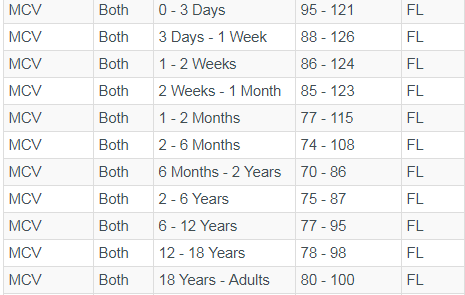 MCV Both 0 - 3 Days 95 - 121 FL
MCV Both 3 Days - 1 Week 88 - 126 FL
MCV Both 1 - 2 Weeks 86 - 124 FL
MCV Both 2 Weeks - 1 Month 85 - 123 FL
MCV Both 1 - 2 Months 77 - 115 FL
MCV Both 2 - 6 Months 74 - 108 FL
MCV Both 6 Months - 2 Years 70 - 86 FL
MCV Both 2 - 6 Years 75 - 87 FL
MCV Both 6 - 12 Years 77 - 95 FL
MCV Both 12 - 18 Years 78 - 98 FL
MCV Both 18 Years - Adults 80 - 100 FL